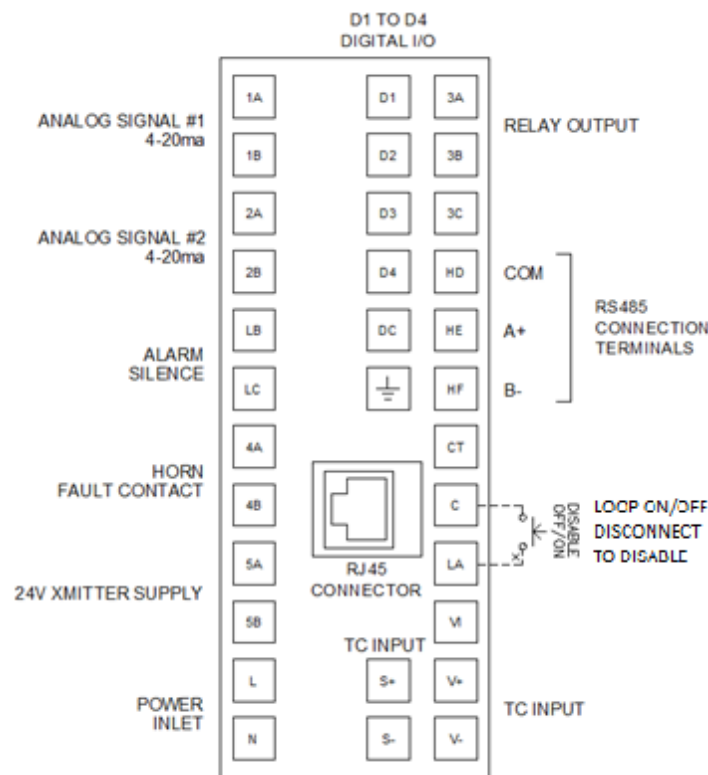 D1 TO D4
DIGITAL I/O
1A
D1
3A
ANALOG SIGNAL #1
4-20ma
RELAY OUTPUT
1B
D2
3B
2A
D3
3C
ANALOG SIGNAL #2
4-20ma
2B
D4
HD
COM
LB
DC
HE
A+
RS485
CONNECTION
TERMINALS
ALARM
SILENCE
LC
HF
B-
4A
CT
HORN
FAULT CONTACT
4B
C
DISABLE
OFF/ON
LOOP ON/OFF
DISCONNECT
TO DISABLE
5A
LA
RJ45
CONNECTOR
24V XMITTER SUPPLY
5B
VI
TC INPUT
L
S+
V+
POWER
INLET
TC INPUT
N
S-
V-